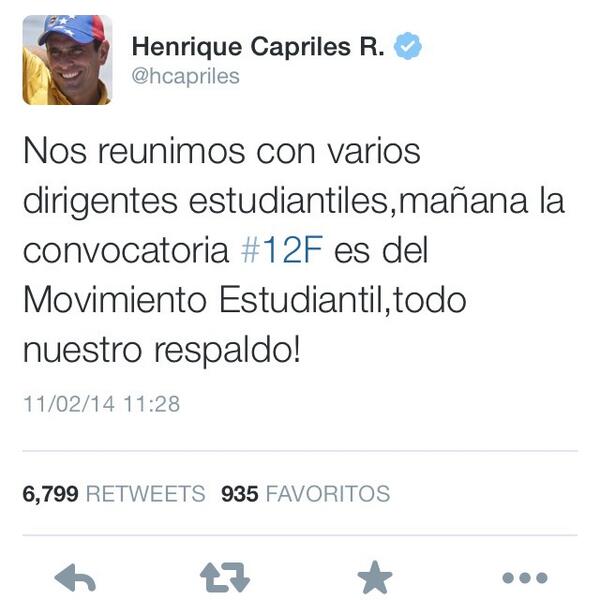 Henrique Capriles R.
@hcapriles
Nos reunimos con varios
dirigentes estudiantiles,mañana la
convocatoria #12F es del
Movimiento Estudiantil,todo
nuestro respaldo!
11/02/14 11:28
6,799 RETWEETS 935 FAVORITOS